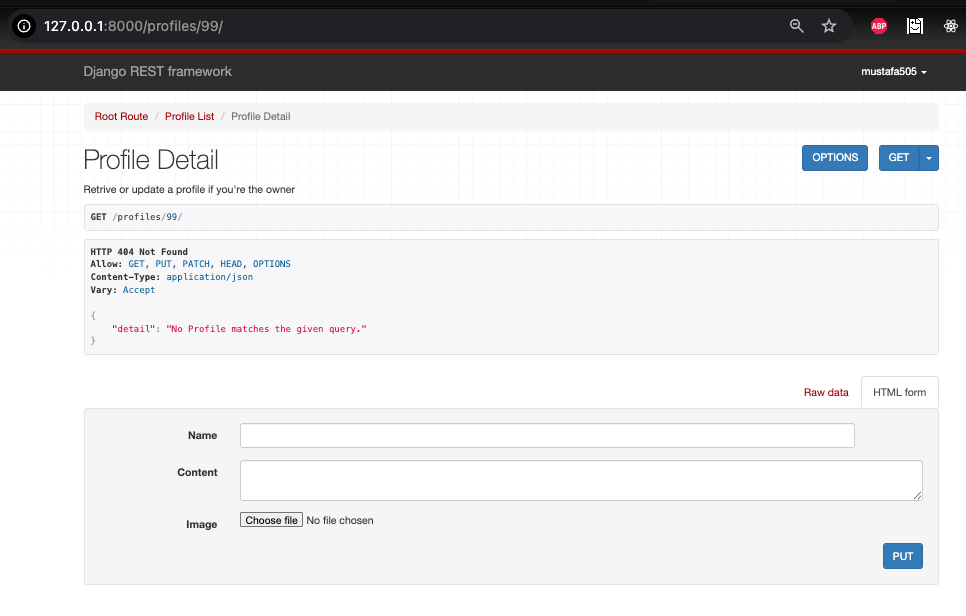 127.0.0.1:8000/profiles/99/
ABP
Django REST framework
mustafa505
Root Route / Profile List / Profile Detail
Profile Detail
OPTIONS
GET
Retrive or update a profile if you're the owner
GET /profiles/99/
HTTP 404 Not Found
Allow: GET, PUT, PATCH, HEAD, OPTIONS
Content-Type: application/json
Vary: Accept
{
"detail": "No Profile matches the given query."
}
Raw data
HTML form
Name
Content
Image
Choose file No file chosen
PUT